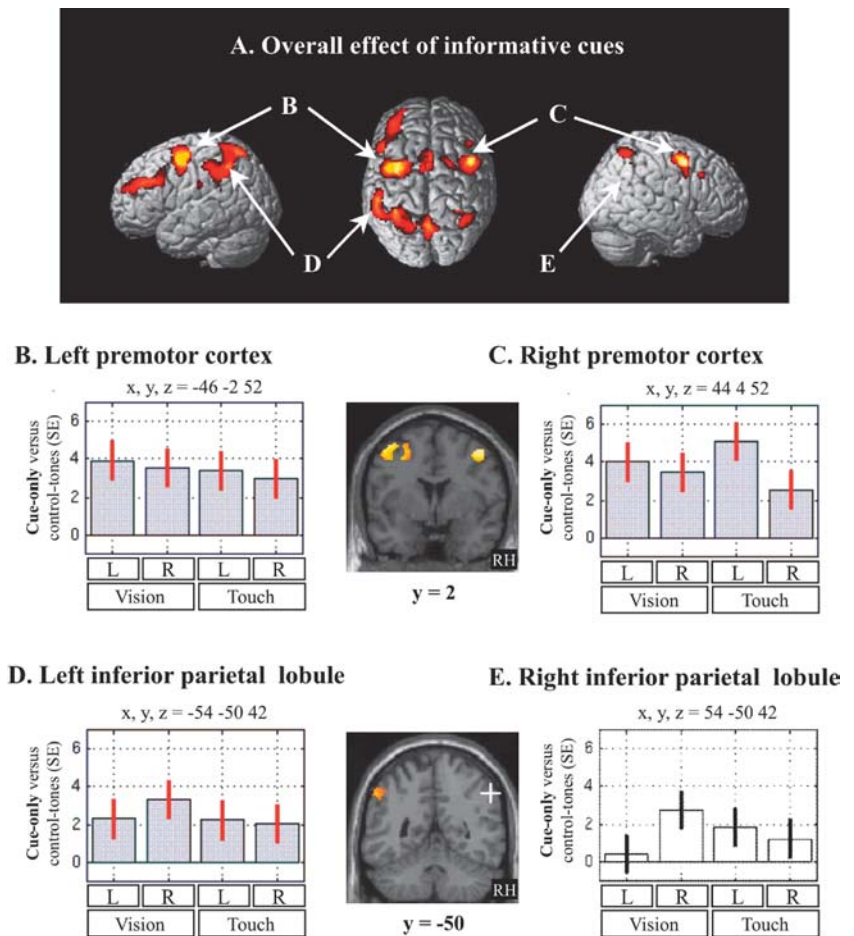 A. Overall effect of informative cues
B
C
D
E
B. Left premotor cortex
x, y, z = -46 -2 52
Cue-only versus
control-tones (SE)
6
4
2
0
L R L R
Vision Touch
RH
y = 2
C. Right premotor cortex
x, y, z = 44 4 52
Cue-only versus
control-tones (SE)
6
4
2
0
L R L R
Vision Touch
D. Left inferior parietal lobule
x, y, z = -54 -50 42
Cue-only versus
control-tones (SE)
6
4
2
0
L R L R
Vision Touch
RH
y = -50
E. Right inferior parietal lobule
x, y, z = 54 -50 42
Cue-only versus
control-tones (SE)
6
4
2
0
L R L R
Vision Touch